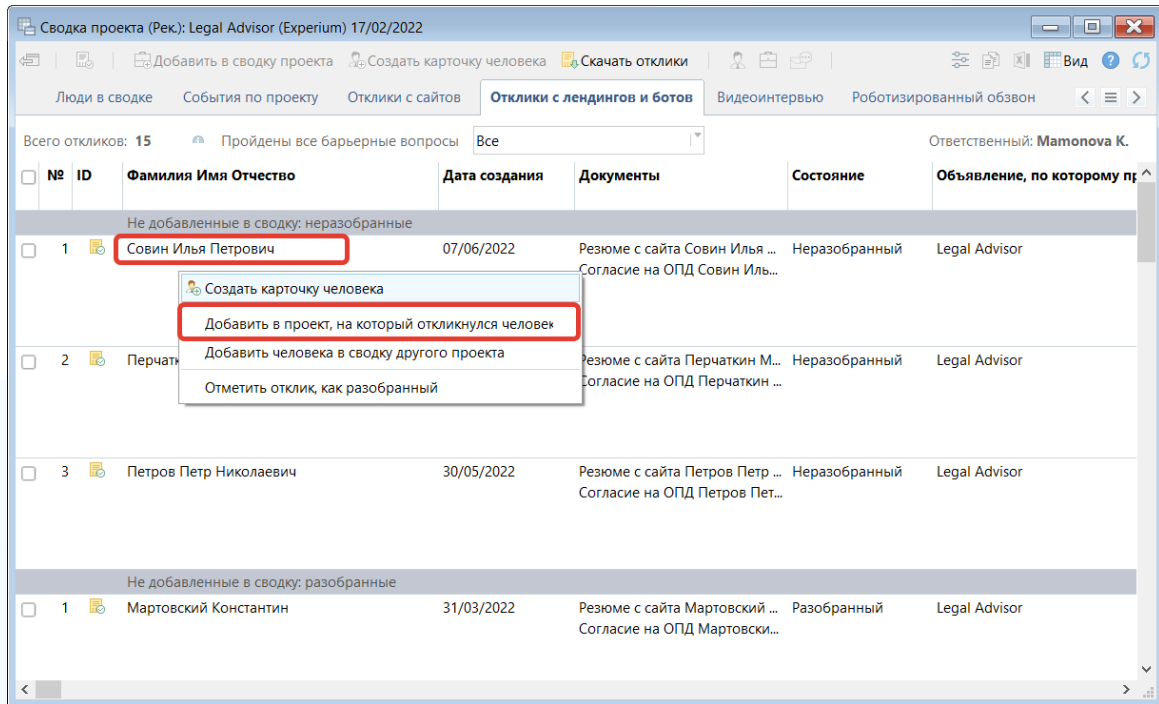 Сводка проекта (Рек.): Legal Advisor (Experium) 17/02/2022
Добавить в сводку проекта Создать карточку человека Скачать отклики Вид
Люди в сводке События по проекту Отклики с сайтов Отклики с лендингов и ботов Видеоинтервью Роботизированный обзвон
Всего откликов: 15 Пройдены все барьерные вопросы Все Ответственный: Mamonova K.
№ ID Фамилия Имя Отчество Дата создания Документы Состояние Объявление, по которому пр
Не добавленные в сводку: неразобранные
1 Совин Илья Петрович 07/06/2022 Резюме с сайта Совин Илья ... Неразобранный Legal Advisor
Согласие на ОПД Совин Иль...
Создать карточку человека
Добавить в проект, на который откликнулся человек
Добавить человека в сводку другого проекта
Отметить отклик, как разобранный
2 Перчатк Резюме с сайта Перчаткин М... Неразобранный Legal Advisor
Согласие на ОПД Перчаткин ...
3 Петров Петр Николаевич 30/05/2022 Резюме с сайта Петров Петр ... Неразобранный Legal Advisor
Согласие на ОПД Петров Пет...
Не добавленные в сводку: разобранные
1 Мартовский Константин 31/03/2022 Резюме с сайта Мартовский ... Разобранный Legal Advisor
Согласие на ОПД Мартовски...